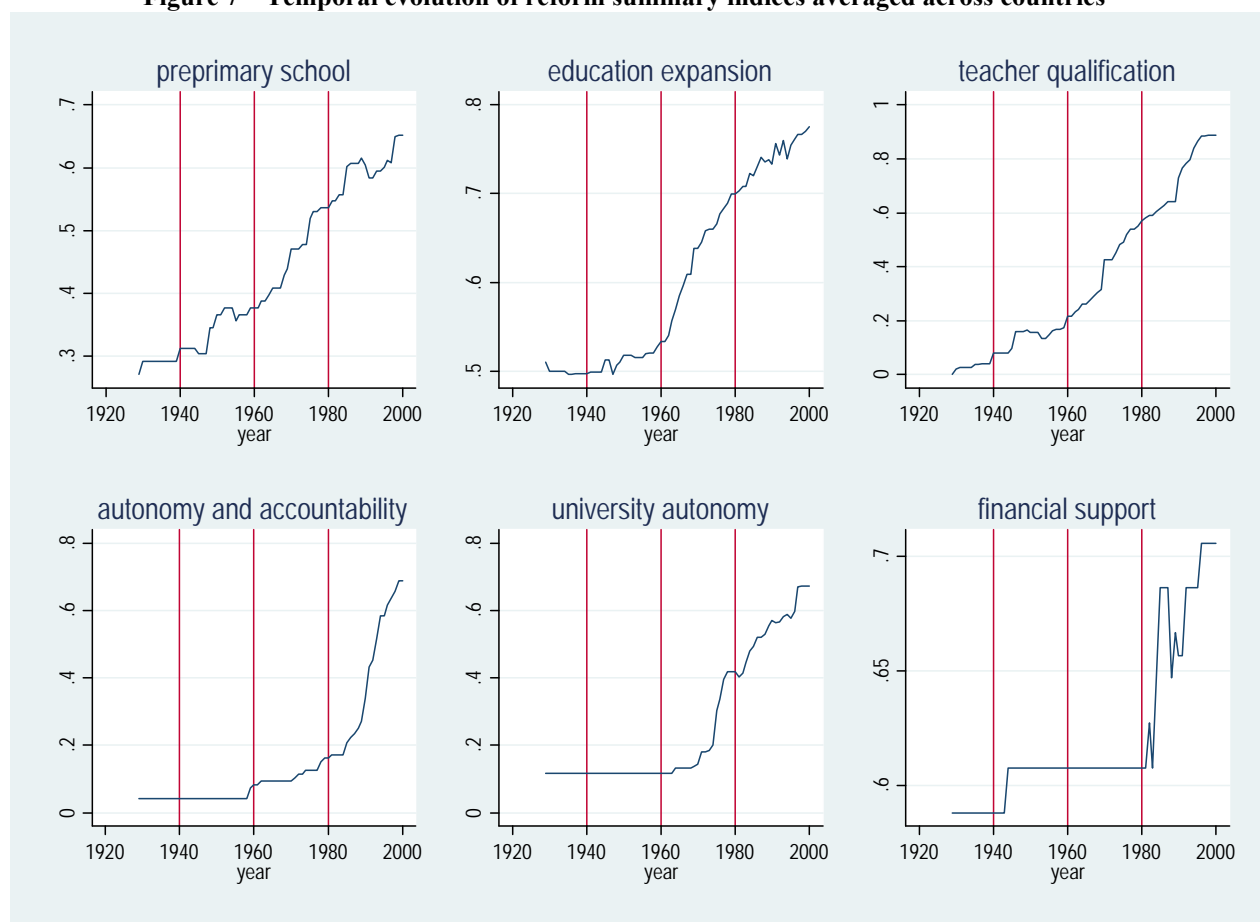 Figure 7 – Temporal evolution of reform summary indices averaged across countries
preprimary school
.7
.6
.5
.4
.3
1920 1940 1960 1980 2000
year
education expansion
.8
.7
.6
.5
1920 1940 1960 1980 2000
year
teacher qualification
1
.8
.6
.4
.2
0
1920 1940 1960 1980 2000
year
autonomy and accountability
.8
.6
.4
.2
0
1920 1940 1960 1980 2000
year
university autonomy
.8
.6
.4
.2
0
1920 1940 1960 1980 2000
year
financial support
.7
.65
.6
1920 1940 1960 1980 2000
year